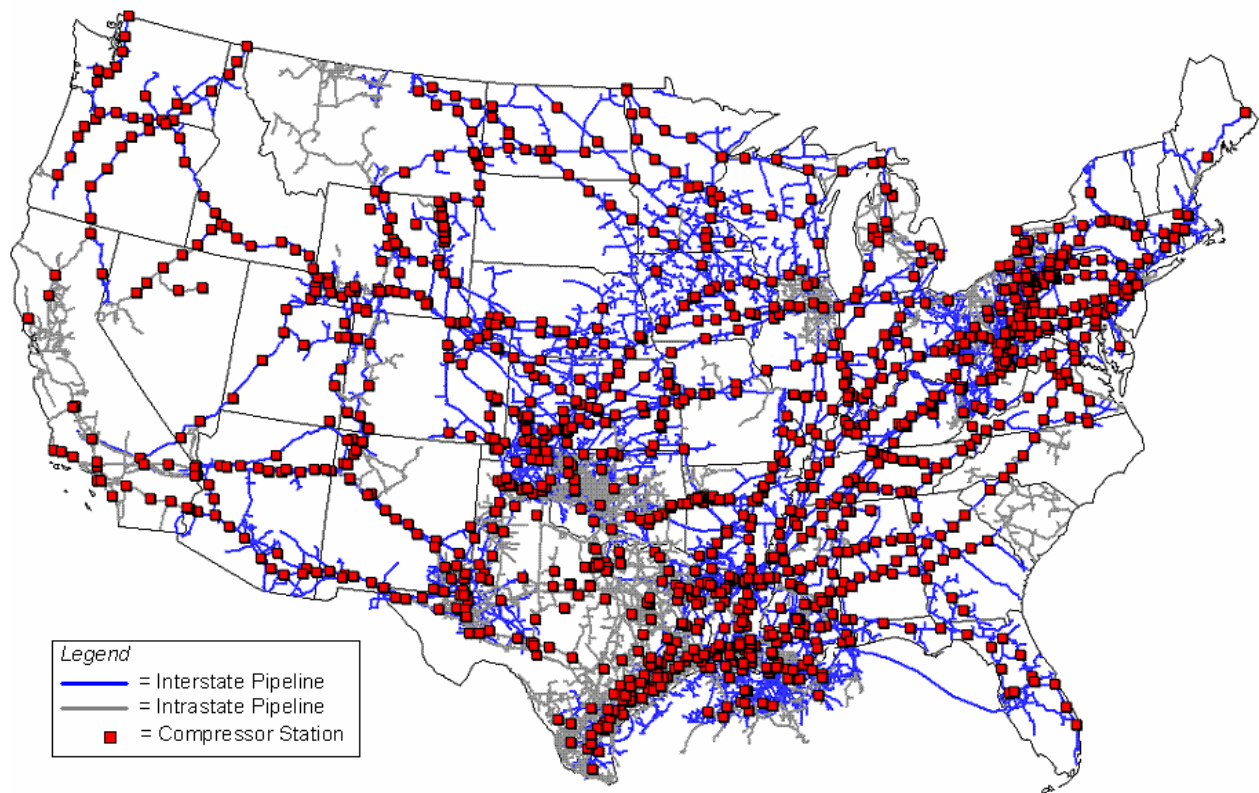 Legend
= Interstate Pipeline
= Intrastate Pipeline
= Compressor Station